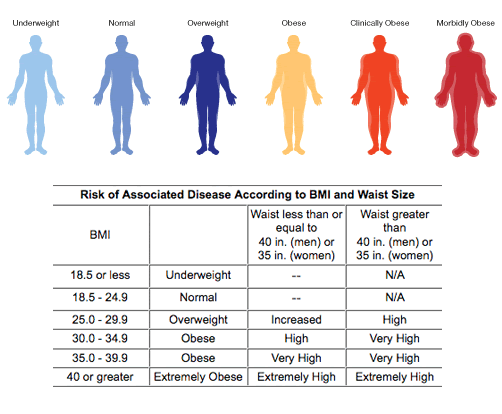 Underweight Normal Overweight Obese Clinically Obese Morbidly Obese
Risk of Associated Disease According to BMI and Waist Size
BMI
Waist less than or
equal to
40 in. (men) or
35 in. (women)
Waist greater
than
40 in. (men) or
35 in. (women)
18.5 or less Underweight -- N/A
18.5 - 24.9 Normal -- N/A
25.0 - 29.9 Overweight Increased High
30.0 - 34.9 Obese High Very High
35.0 - 39.9 Obese Very High Very High
40 or greater Extremely Obese Extremely High Extremely High